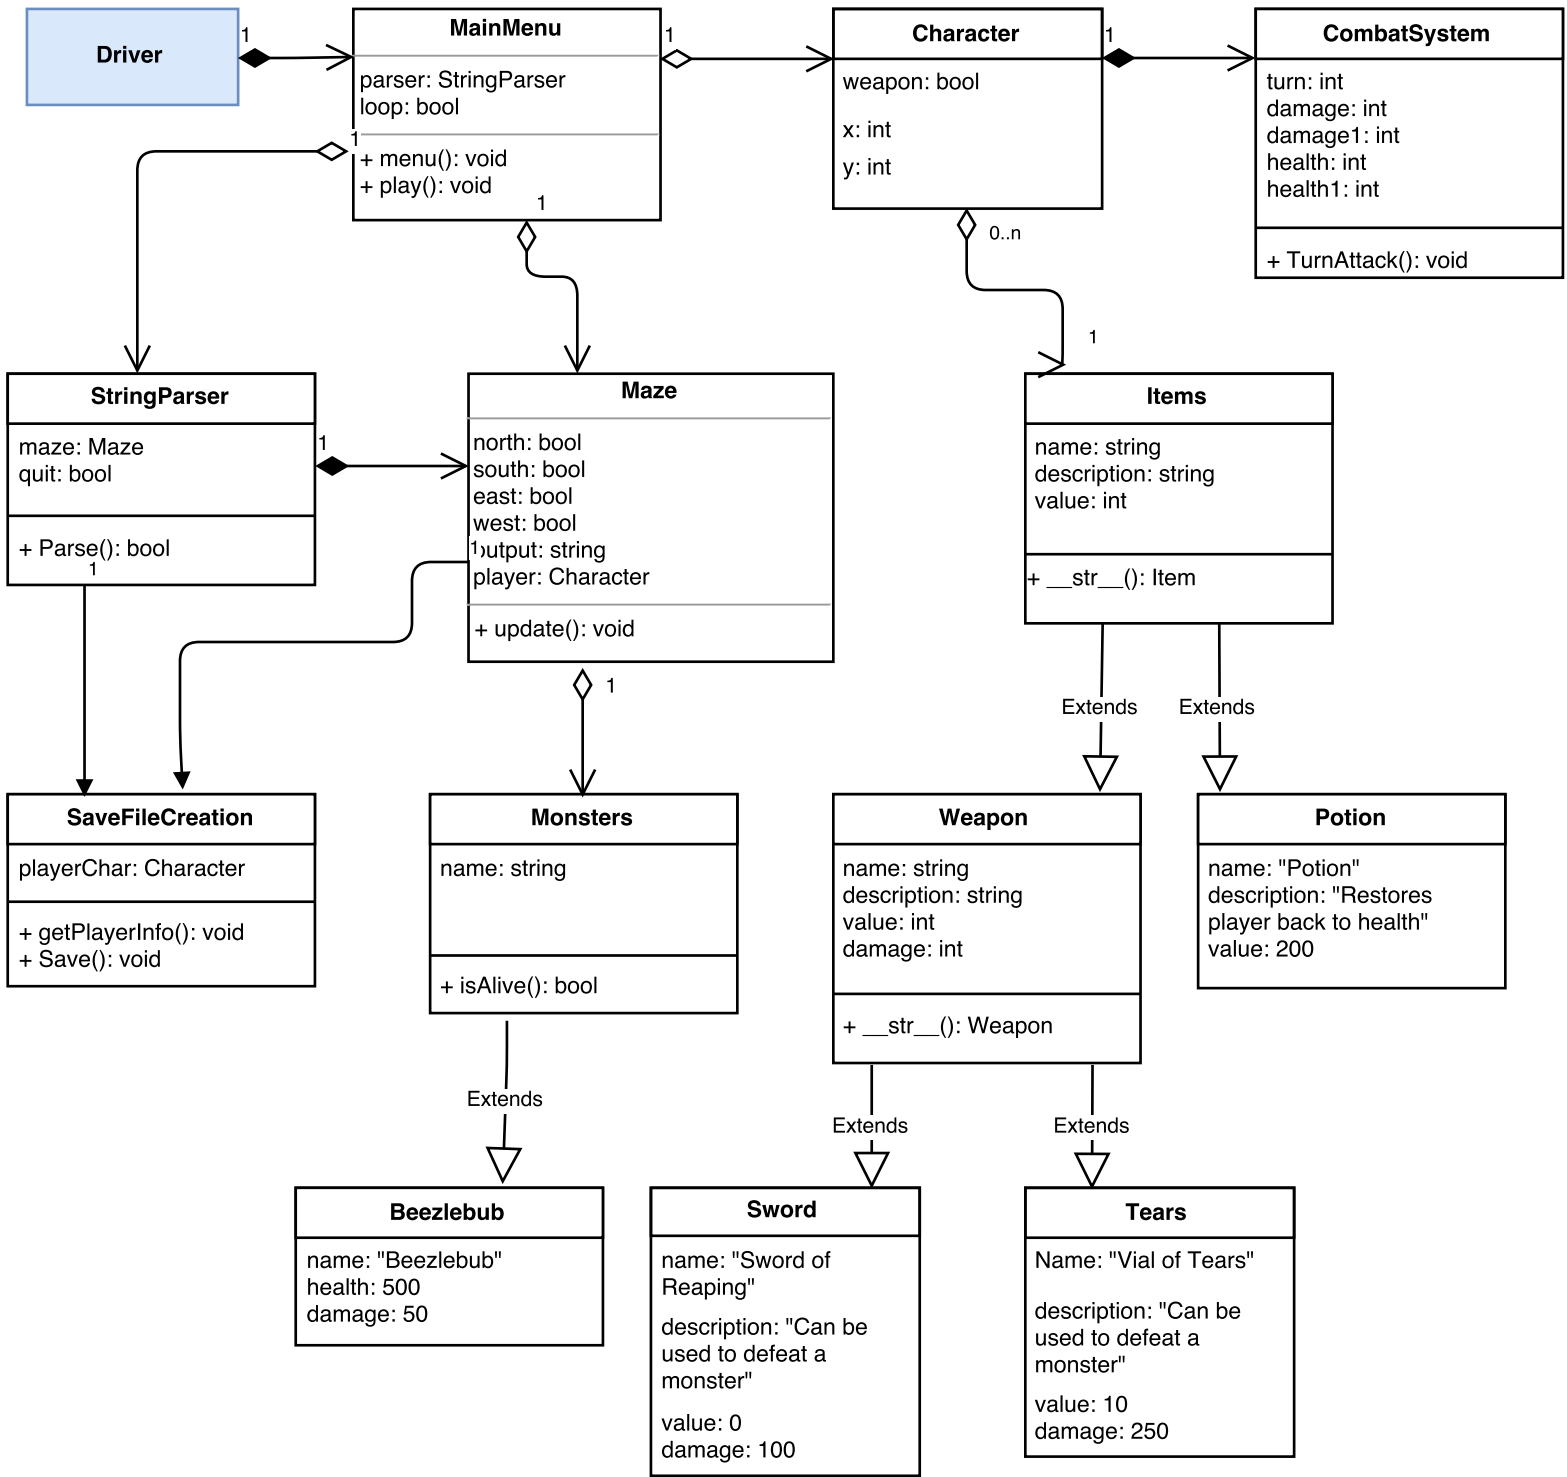 Driver
1
MainMenu
parser: StringParser
loop: bool
+ menu(): void
+ play(): void
1
1
1
Character
weapon: bool
x: int
y: int
1
0..n
1
CombatSystem
turn: int
damage: int
damage1: int
health: int
health1: int
+ TurnAttack(): void
StringParser
maze: Maze
quit: bool
+ Parse(): bool
1
1
Maze
north: bool
south: bool
east: bool
west: bool
output: string
player: Character
+ update(): void
1
1
Items
name: string
description: string
value: int
+ __str__(): Item
Extends
Extends
SaveFileCreation
playerChar: Character
+ getPlayerInfo(): void
+ Save(): void
Monsters
name: string
+ isAlive(): bool
Extends
Weapon
name: string
description: string
value: int
damage: int
+ __str__(): Weapon
Extends
Extends
Potion
name: "Potion"
description: "Restores
player back to health"
value: 200
Beezlebub
name: "Beezlebub"
health: 500
damage: 50
Sword
name: "Sword of
Reaping"
description: "Can be
used to defeat a
monster"
value: 0
damage: 100
Tears
Name: "Vial of Tears"
description: "Can be
used to defeat a
monster"
value: 10
damage: 250